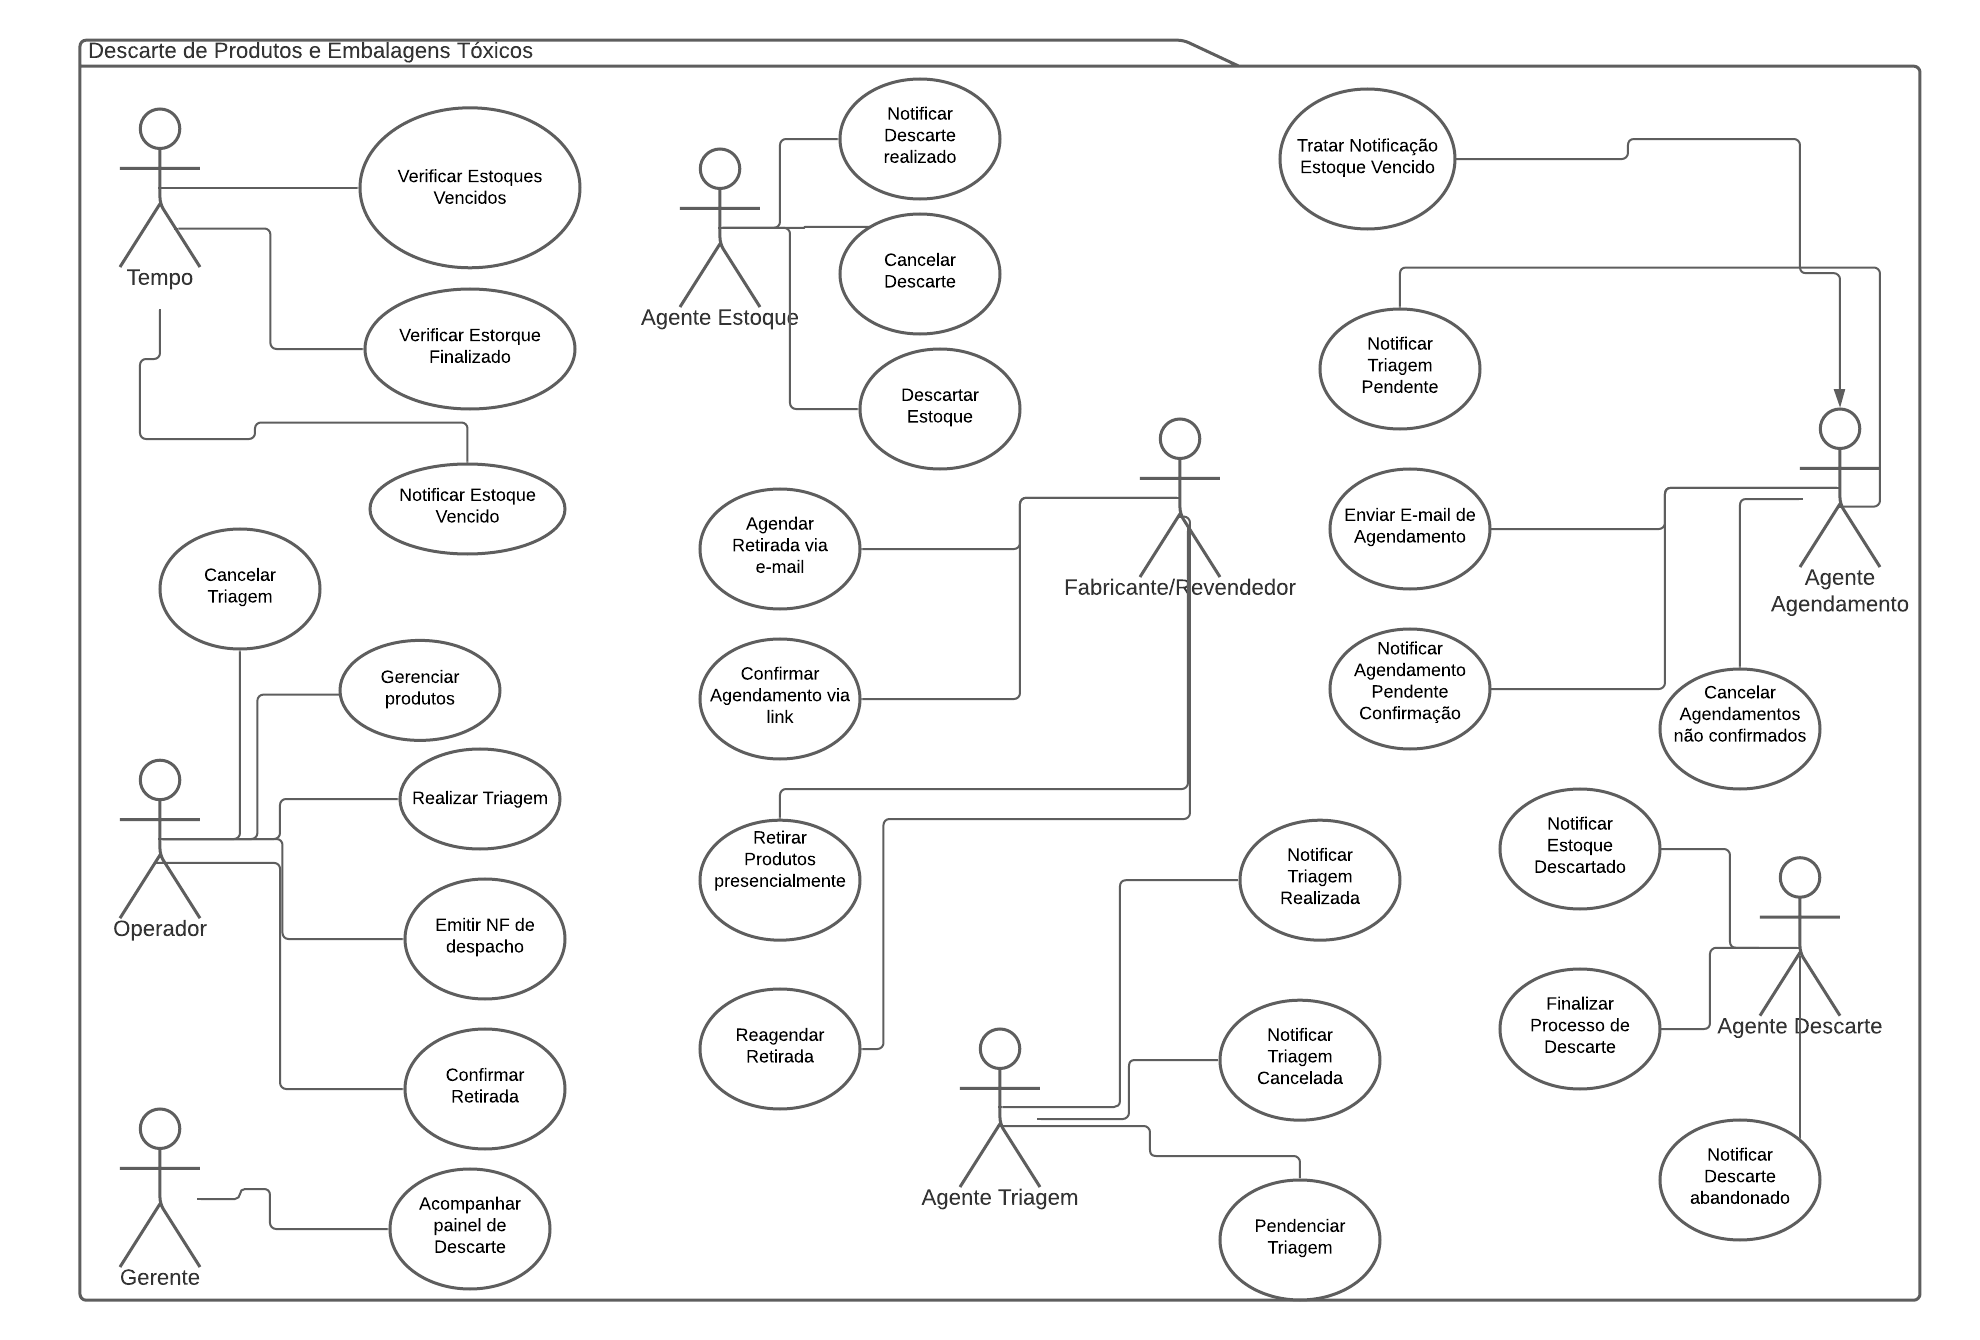 Descarte de Produtos e Embalagens Tóxicos
Verificar Estoques
Vencidos
Tempo
Verificar Estorque
Finalizado
Notificar Estoque
Vencido
Notificar
Descarte
realizado
Cancelar
Descarte
Agente Estoque
Descartar
Estoque
Tratar Notificação
Estoque Vencido
Notificar
Triagem
Pendente
Enviar E-mail de
Agendamento
Agente
Agendamento
Notificar
Agendamento
Pendente
Confirmação
Cancelar
Agendamentos
não confirmados
Agendar
Retirada via
e-mail
Fabricante/Revendedor
Confirmar
Agendamento via
link
Retirar
Produtos
presencialmente
Reagendar
Retirada
Cancelar
Triagem
Gerenciar
produtos
Realizar Triagem
Operador
Emitir NF de
despacho
Confirmar
Retirada
Acompanhar
painel de
Descarte
Gerente
Notificar
Triagem
Realizada
Notificar
Triagem
Cancelada
Agente Triagem
Pendenciar
Triagem
Notificar
Estoque
Descartado
Finalizar
Processo de
Descarte
Agente Descarte
Notificar
Descarte
abandonado